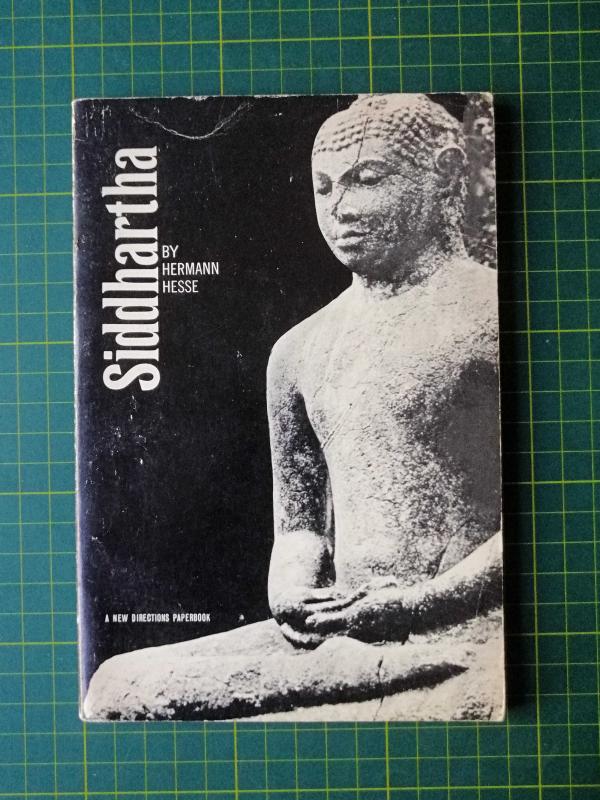 Siddhartha
BY
HERMANN
HESSE
A NEW DIRECTIONS PAPERBOOK